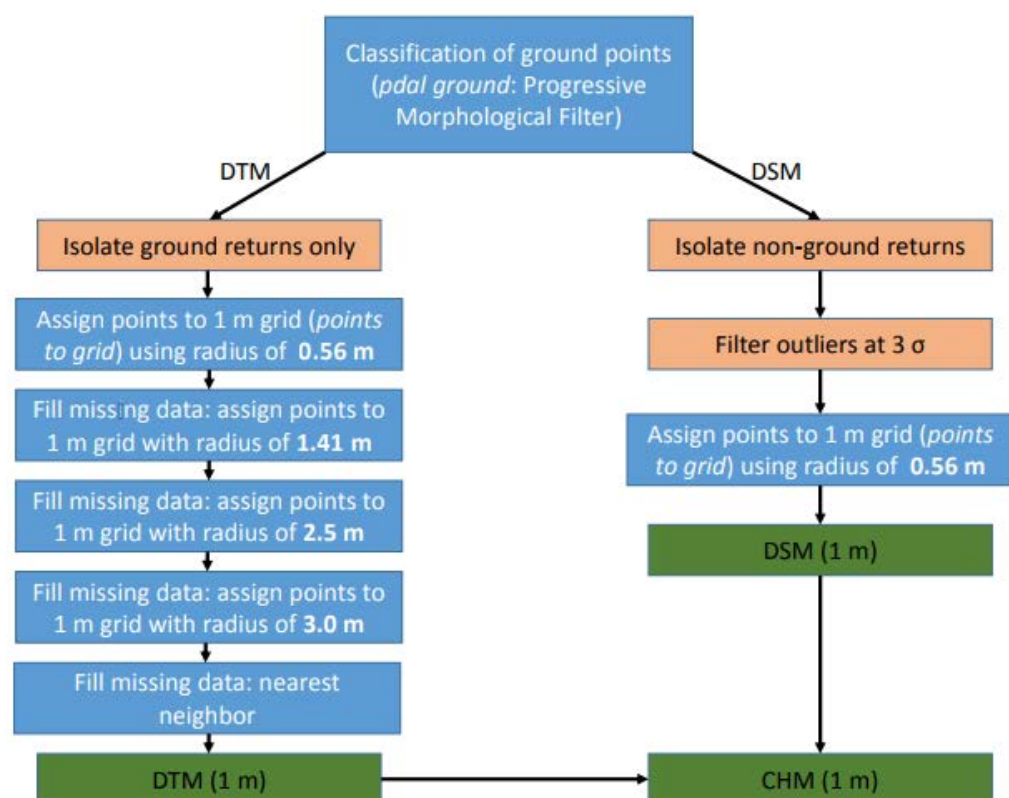 Classification of ground points
(pdal ground: Progressive
Morphological Filter)
DTM
DSM
Isolate ground returns only
Assign points to 1 m grid (points
to grid) using radius of 0.56 m
Fill missing data: assign points to
1 m grid with radius of 1.41 m
Fill missing data: assign points to
1 m grid with radius of 2.5 m
Fill missing data: assign points to
1 m grid with radius of 3.0 m
Fill missing data: nearest
neighbor
DTM (1 m)
Isolate non-ground returns
Filter outliers at 3 σ
Assign points to 1 m grid (points
to grid) using radius of 0.56 m
DSM (1 m)
CHM (1 m)